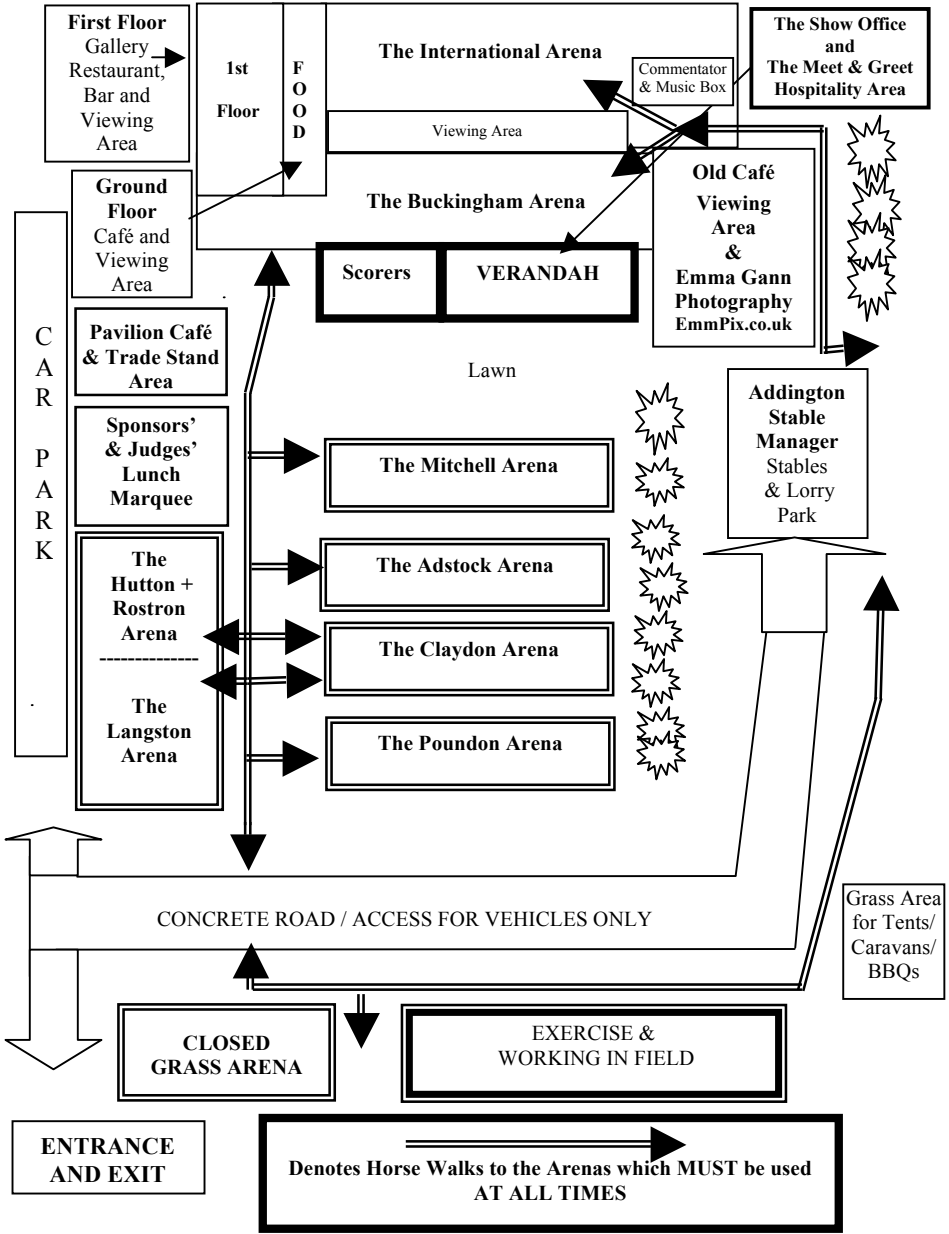 First Floor
Gallery
Restaurant,
Bar and
Viewing
Area
1st
Floor
F
O
O
D
The International Arena
Commentator
& Music Box
The Show Office
and
The Meet & Greet
Hospitality Area
Viewing Area
Ground
Floor
Café and
Viewing
Area
The Buckingham Arena
Old Café
Viewing
Area
&
Emma Gann
Photography
EmmPix.co.uk
Scorers
VERANDAH
C
A
R
P
A
R
K
Pavilion Café
& Trade Stand
Area
Lawn
Sponsors'
& Judges'
Lunch
Marquee
The Mitchell Arena
Addington
Stable
Manager
Stables
& Lorry
Park
The
Hutton +
Rostron
Arena
---------------
The
Langston
Arena
The Adstock Arena
The Claydon Arena
The Poundon Arena
CONCRETE ROAD / ACCESS FOR VEHICLES ONLY
Grass Area
for Tents/
Caravans/
BBQs
CLOSED
GRASS ARENA
EXERCISE &
WORKING IN FIELD
ENTRANCE
AND EXIT
Denotes Horse Walks to the Arenas which MUST be used
AT ALL TIMES